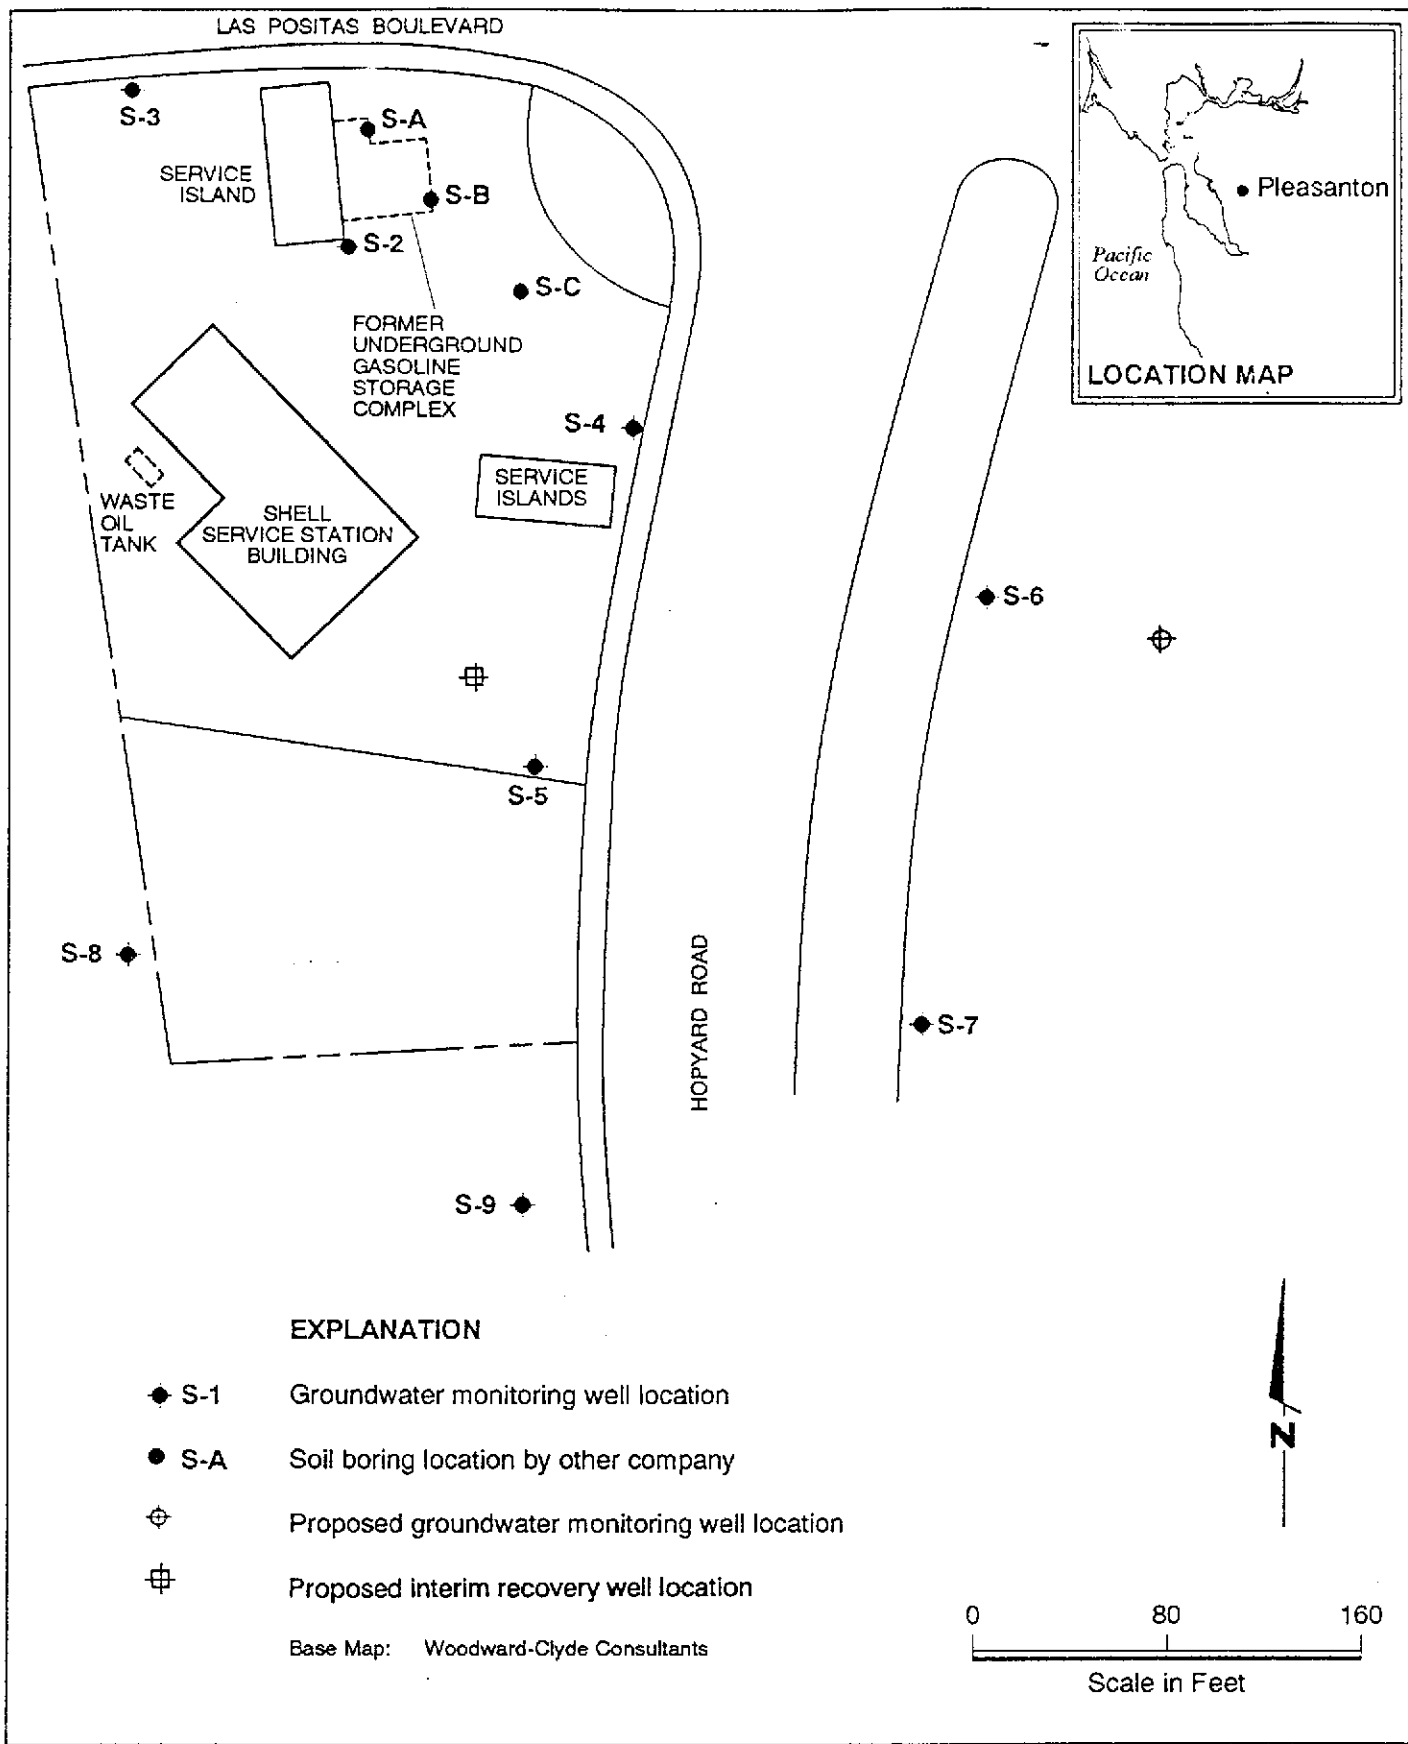 LAS POSITAS BOULEVARD
S-3
S-A
SERVICE
ISLAND
S-B
S-2
S-C
FORMER
UNDERGROUND
GASOLINE
STORAGE
COMPLEX
Pleasanton
Pacific
Ocean
LOCATION MAP
S-4
SERVICE
ISLANDS
WASTE
OIL
TANK
SHELL
SERVICE STATION
BUILDING
S-6
S-5
S-8
HOPYARD ROAD
S-7
S-9
EXPLANATION
S-1 Groundwater monitoring well location
S-A Soil boring location by other company
Proposed groundwater monitoring well location
Proposed interim recovery well location
Base Map: Woodward-Clyde Consultants
N
0 80 160
Scale in Feet